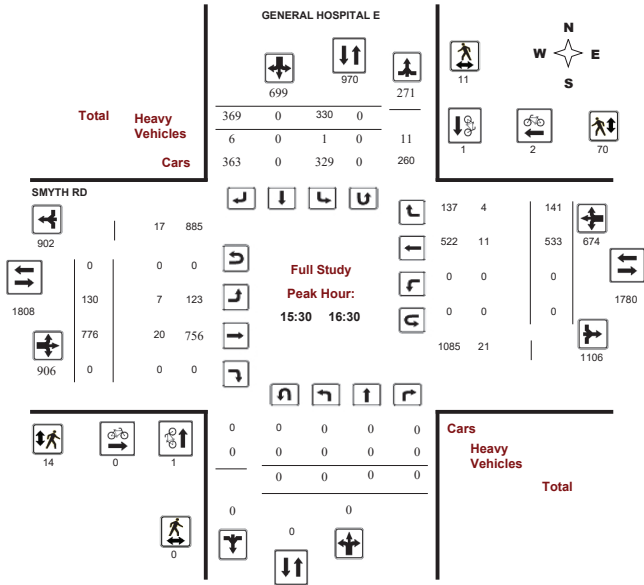 GENERAL HOSPITAL E
N
W E
S
970
699 271 11
Total Heavy Vehicles
Cars
369 0 330 0
6 0 1 0 11
363 0 329 0 260
1 2 70
SMYTH RD
902
17 885
137 4 141
674
522 11 533
0 0 0
1808
130 7 123
776 20 756
906
0 0 0
Full Study
Peak Hour:
15:30 16:30
0 0 0
1780
0 0 0
1085 21
1106
14 0 1
0 0 0 0 0
0 0 0 0 0
0 0 0 0
0 0
0
0
Cars
Heavy
Vehicles
Total